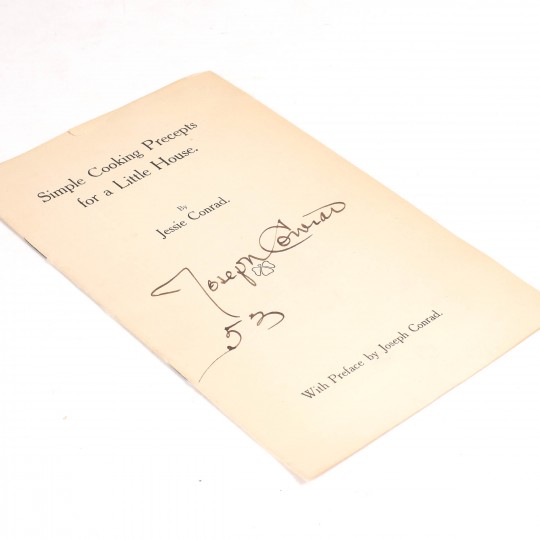 Simple Cooking Precepts
for a Little House.
By
Jessie Conrad.
Joseph Conrad
53
With Preface by Joseph Conrad.